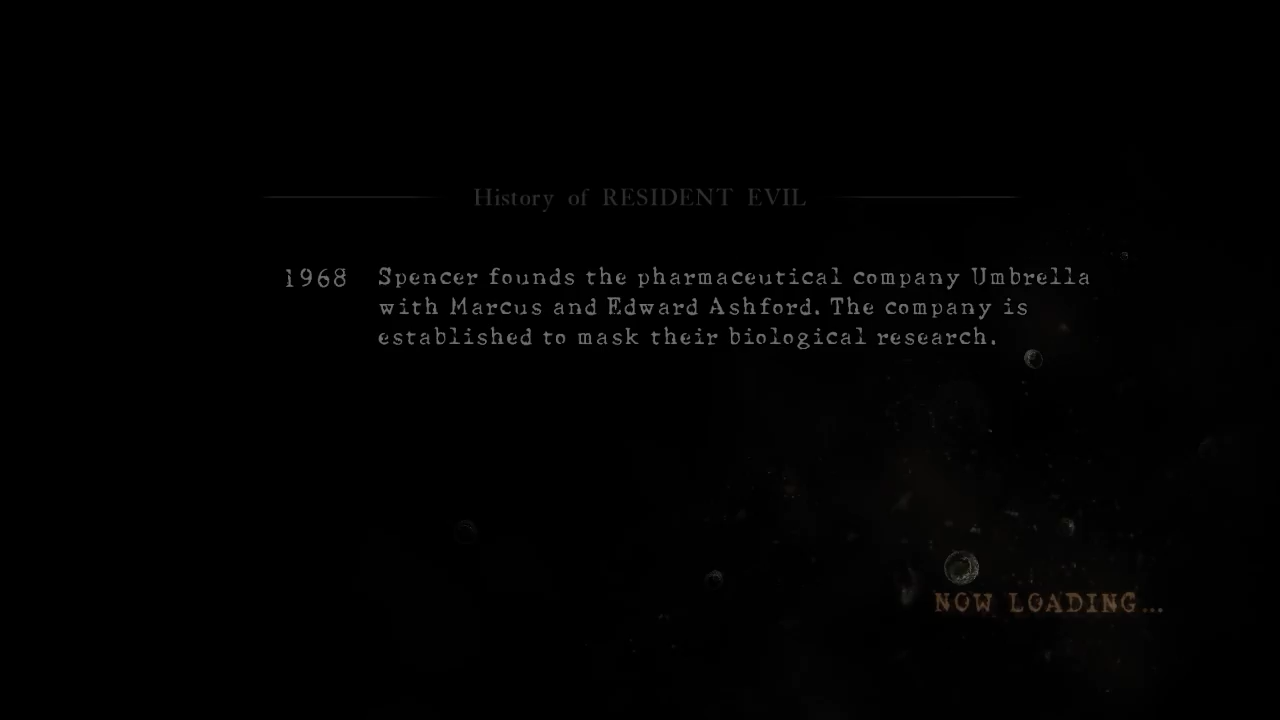 History of RESIDENT EVIL
1968 Spencer founds the pharmaceutical company Umbrella
with Marcus and Edward Ashford. The company is
established to mask their biological research.
NOW LOADING...